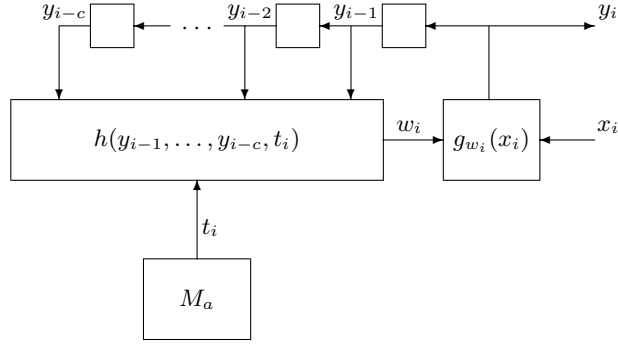 y_{i-c} ... y_{i-2} y_{i-1} y_i
h(y_{i-1}, ..., y_{i-c}, t_i) w_i g_{w_i}(x_i) x_i
t_i
M_a